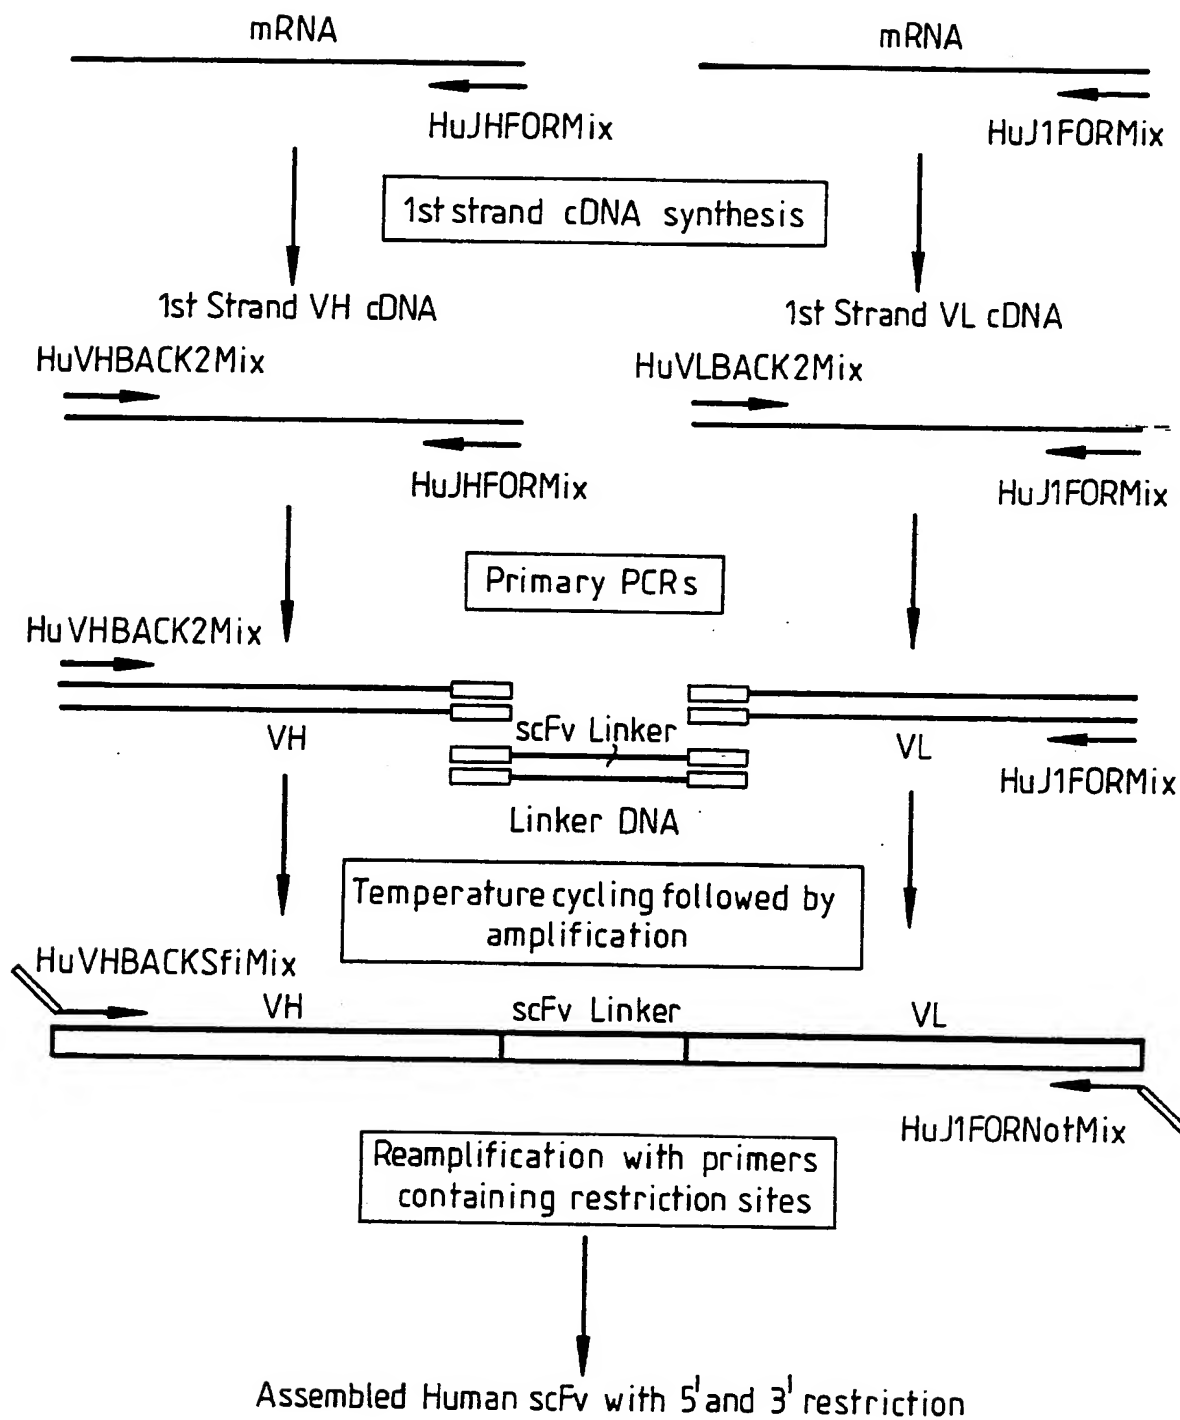 mRNA
mRNA
HuJHFORMix
HuJ1FORMix
1st strand cDNA synthesis
1st Strand VH cDNA
1st Strand VL cDNA
HuVHBACK2Mix
HuVLBACK2Mix
HuJHFORMix
HuJ1FORMix
Primary PCRs
HuVHBACK2Mix
VH
scFv Linker
VL
HuJ1FORMix
Linker DNA
Temperature cycling followed by
amplification
HuVHBACKSfiMix
VH
scFv Linker
VL
HuJ1FORNotMix
Reamplification with primers
containing restriction sites
Assembled Human scFv with 5' and 3' restriction